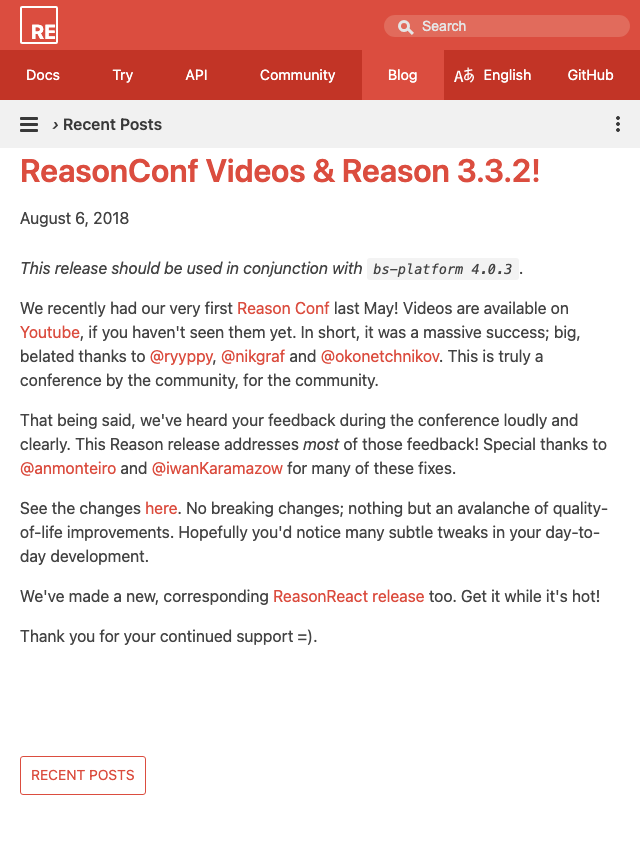 RE
Search
Docs Try API Community Blog Aあ English GitHub
› Recent Posts
ReasonConf Videos & Reason 3.3.2!
August 6, 2018
This release should be used in conjunction with bs-platform 4.0.3.
We recently had our very first Reason Conf last May! Videos are available on
Youtube, if you haven't seen them yet. In short, it was a massive success; big,
belated thanks to @ryyppy, @nikgraf and @okonetchnikov. This is truly a
conference by the community, for the community.
That being said, we've heard your feedback during the conference loudly and
clearly. This Reason release addresses most of those feedback! Special thanks to
@anmonteiro and @iwanKaramazow for many of these fixes.
See the changes here. No breaking changes; nothing but an avalanche of quality-
of-life improvements. Hopefully you'd notice many subtle tweaks in your day-to-
day development.
We've made a new, corresponding ReasonReact release too. Get it while it's hot!
Thank you for your continued support =).
RECENT POSTS